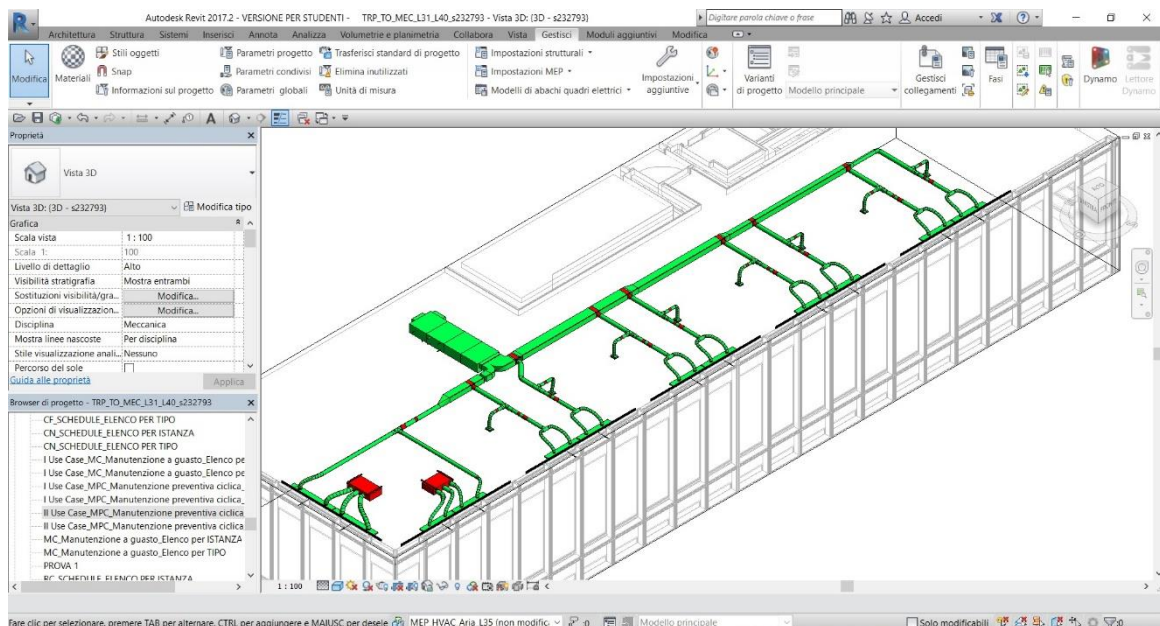 Autodesk Revit 2017.2 - VERSIONE PER STUDENTI - TRP_TO_MEC_L31_L40_s232793 - Vista 3D: {3D - s232793}
Digitare parola chiave o frase
Accedi
Architettura Struttura Sistemi Inserisci Annota Analizza Volumetrie e planimetria Collabora Vista Gestisci Moduli aggiuntivi Modifica
Modifica
Materiali
Stili oggetti
Snap
Informazioni sul progetto
Parametri progetto
Parametri condivisi
Parametri globali
Trasferisci standard di progetto
Elimina inutilizzati
Unità di misura
Impostazioni strutturali
Impostazioni MEP
Modelli di abachi quadri elettrici
Impostazioni
aggiuntive
Varianti
di progetto
Modello principale
Gestisci
collegamenti
Fasi
Dynamo
Lettore
Dynamo
Proprietà
Vista 3D
Vista 3D: {3D - s232793}
Modifica tipo
Grafica
Scala vista 1 : 100
Scala 1: 100
Livello di dettaglio Alto
Visibilità stratigrafia Mostra entrambi
Sostituzioni visibilità/gra... Modifica...
Opzioni di visualizzazion... Modifica...
Disciplina Meccanica
Mostra linee nascoste Per disciplina
Stile visualizzazione anali... Nessuno
Percorso del sole
Guida alle proprietà
Applica
Browser di progetto - TRP_TO_MEC_L31_L40_s232793
CF_SCHEDULE_ELENCO PER TIPO
CN_SCHEDULE_ELENCO PER ISTANZA
CN_SCHEDULE_ELENCO PER TIPO
I Use Case_MC_Manutenzione a guasto_Elenco pe
I Use Case_MC_Manutenzione a guasto_Elenco pe
I Use Case_MPC_Manutenzione preventiva ciclica_
I Use Case_MPC_Manutenzione preventiva ciclica_
II Use Case_MPC_Manutenzione preventiva ciclica
II Use Case_MPC_Manutenzione preventiva ciclica
MC_Manutenzione a guasto_Elenco per ISTANZA
MC_Manutenzione a guasto_Elenco per TIPO
PROVA 1
RC_SCHEDULE_ELENCO PER ISTANZA
1 : 100
Fare clic per selezionare, premere TAB per alternare, CTRL per aggiungere e MAIUSC per desele
MEP HVAC_Aria_L35 (non modific
:0
Modello principale
Solo modificabili
:0